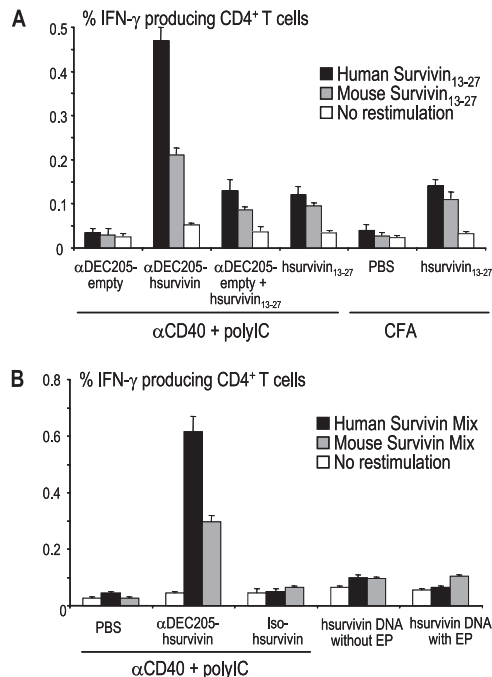 A
% IFN-γ producing CD4⁺ T cells
0.5
0.4
0.3
0.2
0.1
0
Human Survivin₁₃₋₂₇
Mouse Survivin₁₃₋₂₇
No restimulation
αDEC205-
empty
αDEC205-
hsurvivin
αDEC205-
empty +
hsurvivin₁₃₋₂₇
hsurvivin₁₃₋₂₇
PBS
hsurvivin₁₃₋₂₇
αCD40 + polyIC
CFA
B
% IFN-γ producing CD4⁺ T cells
0.8
0.6
0.4
0.2
0
Human Survivin Mix
Mouse Survivin Mix
No restimulation
PBS
αDEC205-
hsurvivin
Iso-
hsurvivin
hsurvivin DNA
without EP
hsurvivin DNA
with EP
αCD40 + polyIC